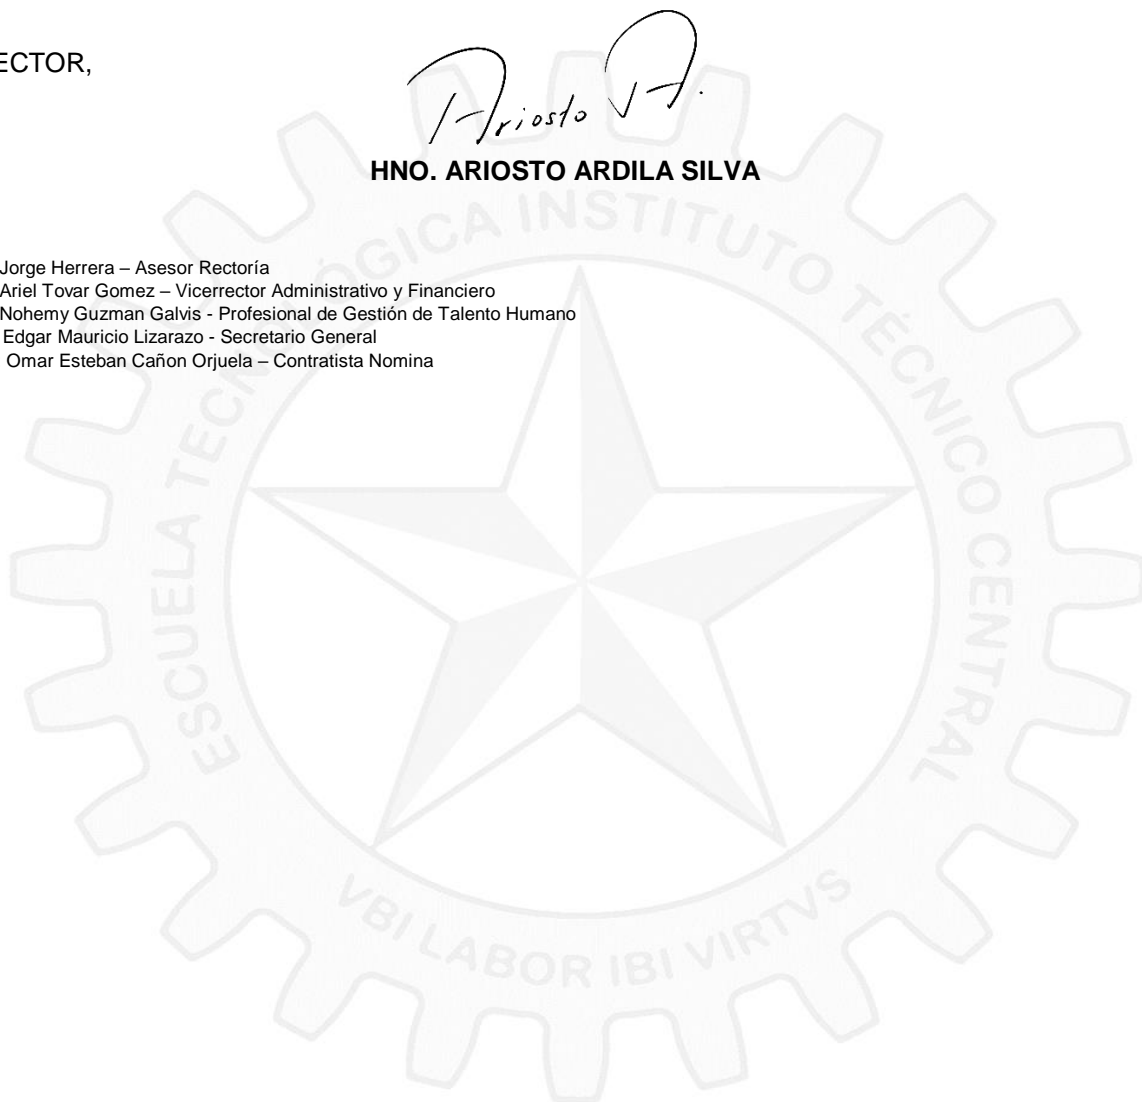 ECTOR,
Ariosto A.
HNO. ARIOSTO ARDILA SILVA
Jorge Herrera – Asesor Rectoría
Ariel Tovar Gomez – Vicerrector Administrativo y Financiero
Nohemy Guzman Galvis - Profesional de Gestión de Talento Humano
Edgar Mauricio Lizarazo - Secretario General
Omar Esteban Cañon Orjuela – Contratista Nomina
ESCUELA TECNOLÓGICA INSTITUTO TÉCNICO CENTRAL
VBI LABOR IBI VIRTVS